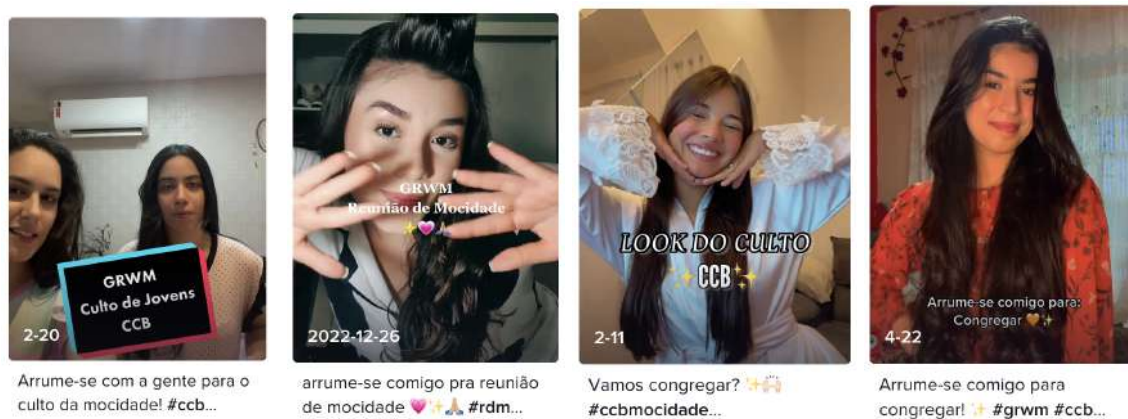 GRWM
Culto de Jovens
CCB
2-20
Arrume-se com a gente para o
culto da mocidade! #ccb...
GRWM
Reunião de Mocidade
✨💗🙏🏼
2022-12-26
arrume-se comigo pra reunião
de mocidade 💗✨🙏🏼 #rdm...
LOOK DO CULTO
✨CCB✨
2-11
Vamos congregar? ✨🙌🏻
#ccbmocidade...
Arrume-se comigo para:
Congregar 🧡✨
4-22
Arrume-se comigo para
congregar! ✨ #grwm #ccb...